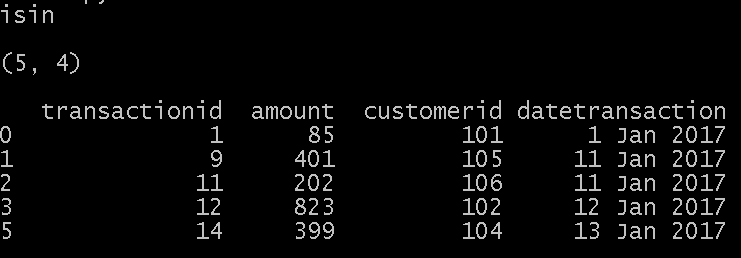 isin
(5, 4)
transactionid amount customerid datetransaction
0 1 85 101 1 Jan 2017
1 9 401 105 11 Jan 2017
2 11 202 106 11 Jan 2017
3 12 823 102 12 Jan 2017
5 14 399 104 13 Jan 2017